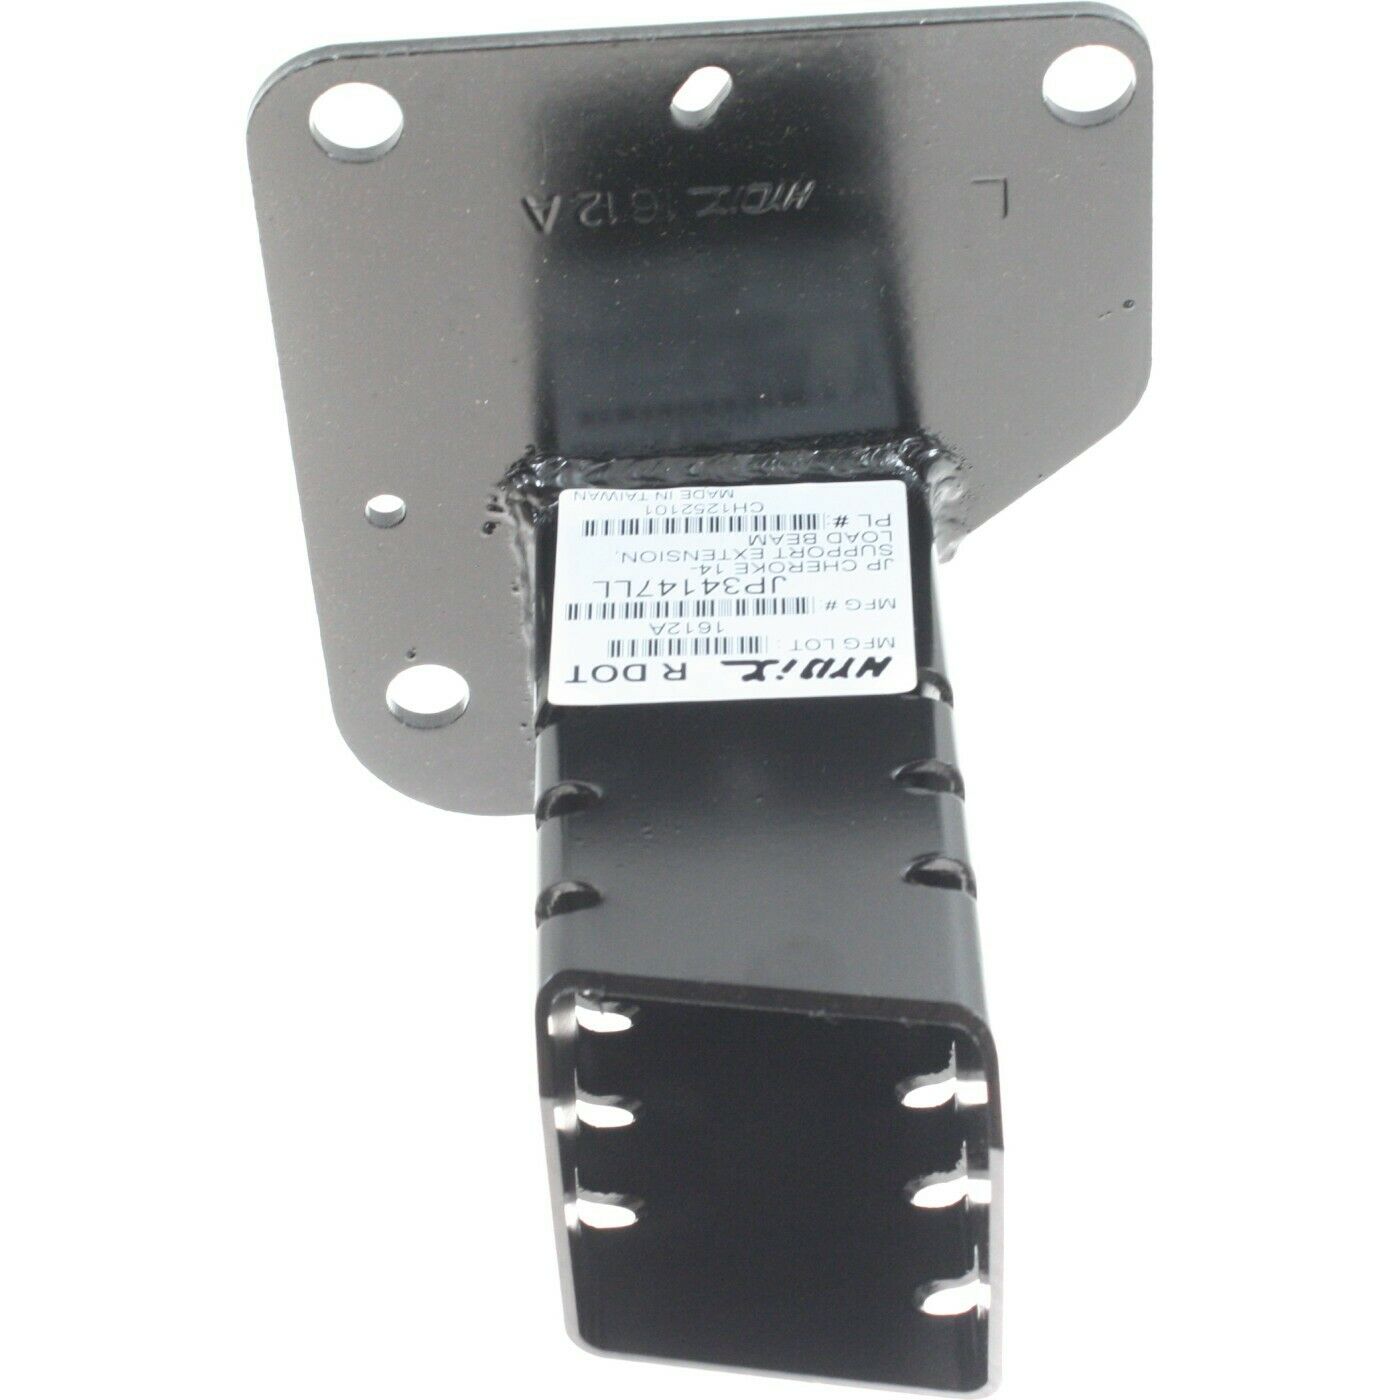 HYDiX 1612 A
L
HYDiX R DOT
MFG LOT:
1612A
MFG #:
JP34147LL
JP CHEROKE 14-
SUPPORT EXTENSION,
LOAD BEAM
PL #:
CH1252101
MADE IN TAIWAN